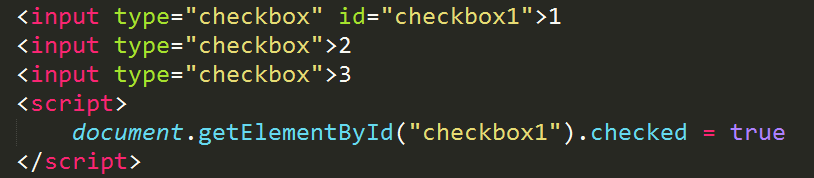 <input type="checkbox" id="checkbox1">1
<input type="checkbox">2
<input type="checkbox">3
<script>
    document.getElementById("checkbox1").checked = true
</script>